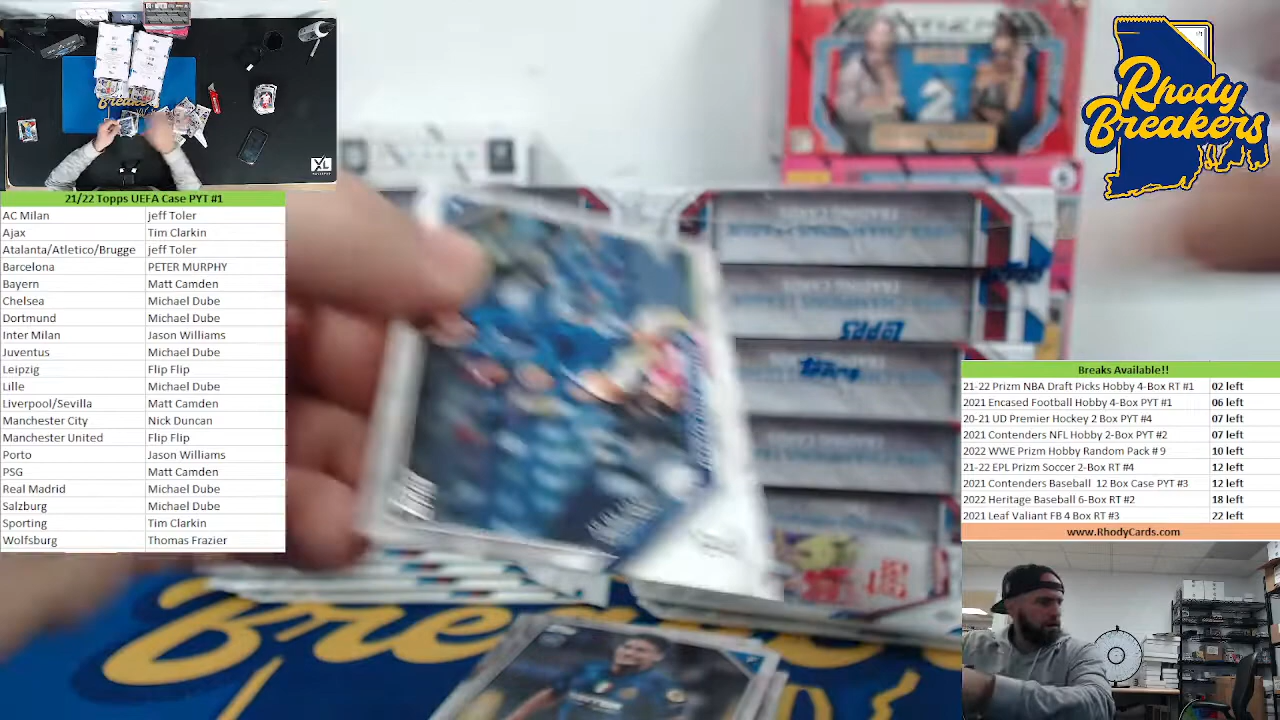 21/22 Topps UEFA Case PYT #1
AC Milan jeff Toler
Ajax Tim Clarkin
Atalanta/Atletico/Brugge jeff Toler
Barcelona PETER MURPHY
Bayern Matt Camden
Chelsea Michael Dube
Dortmund Michael Dube
Inter Milan Jason Williams
Juventus Michael Dube
Leipzig Flip Flip
Lille Michael Dube
Liverpool/Sevilla Matt Camden
Manchester City Nick Duncan
Manchester United Flip Flip
Porto Jason Williams
PSG Matt Camden
Real Madrid Michael Dube
Salzburg Michael Dube
Sporting Tim Clarkin
Wolfsburg Thomas Frazier
PRIZM
2
topps
Rhody
Breakers
Breakers Available!!
21-22 Prizm NBA Draft Picks Hobby 4-Box RT #1 02 left
2021 Encased Football Hobby 4-Box PYT #1 06 left
20-21 UD Premier Hockey 2 Box PYT #4 07 left
2021 Contenders NFL Hobby 2-Box PYT #2 07 left
2022 WWE Prizm Hobby Random Pack # 9 10 left
21-22 EPL Prizm Soccer 2-Box RT #4 12 left
2021 Contenders Baseball 12 Box Case PYT #3 12 left
2022 Heritage Baseball 6-Box RT #2 18 left
2021 Leaf Valiant FB 4 Box RT #3 22 left
www.RhodyCards.com